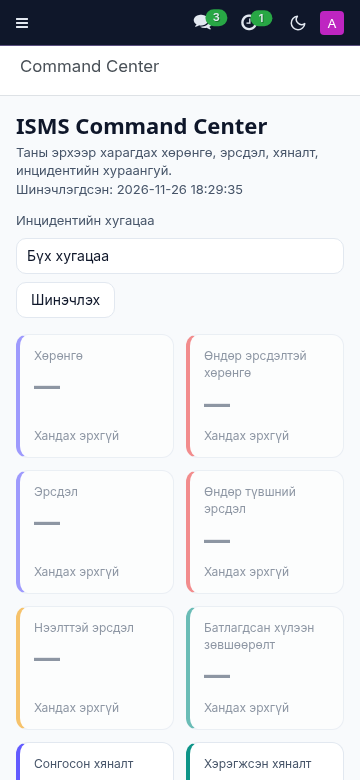 3
1
A
Command Center
ISMS Command Center
Таны эрхээр харагдах хөрөнгө, эрсдэл, хяналт,
инцидентийн хураангуй.
Шинэчлэгдсэн: 2026-11-26 18:29:35
Инцидентийн хугацаа
Бүх хугацаа
Шинэчлэх
Хөрөнгө
—
Хандах эрхгүй
Өндөр эрсдэлтэй
хөрөнгө
—
Хандах эрхгүй
Эрсдэл
—
Хандах эрхгүй
Өндөр түвшний
эрсдэл
—
Хандах эрхгүй
Нээлттэй эрсдэл
—
Хандах эрхгүй
Батлагдсан хүлээн
зөвшөөрөлт
—
Хандах эрхгүй
Сонгосон хяналт
Хэрэгжсэн хяналт